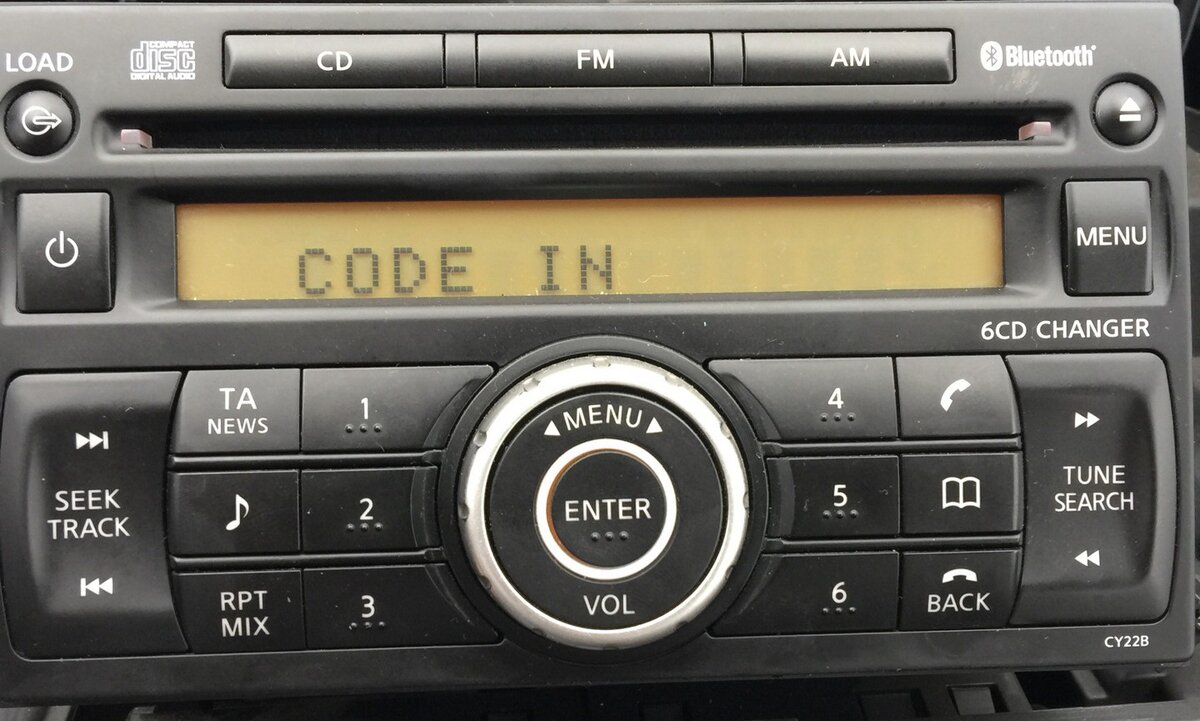 LOAD
COMPACT
disc
DIGITAL AUDIO
CD
FM
AM
Bluetooth
CODE IN
MENU
6CD CHANGER
SEEK
TRACK
TA
NEWS
1
2
RPT
MIX
3
MENU
ENTER
VOL
4
5
6
BACK
TUNE
SEARCH
CY22B